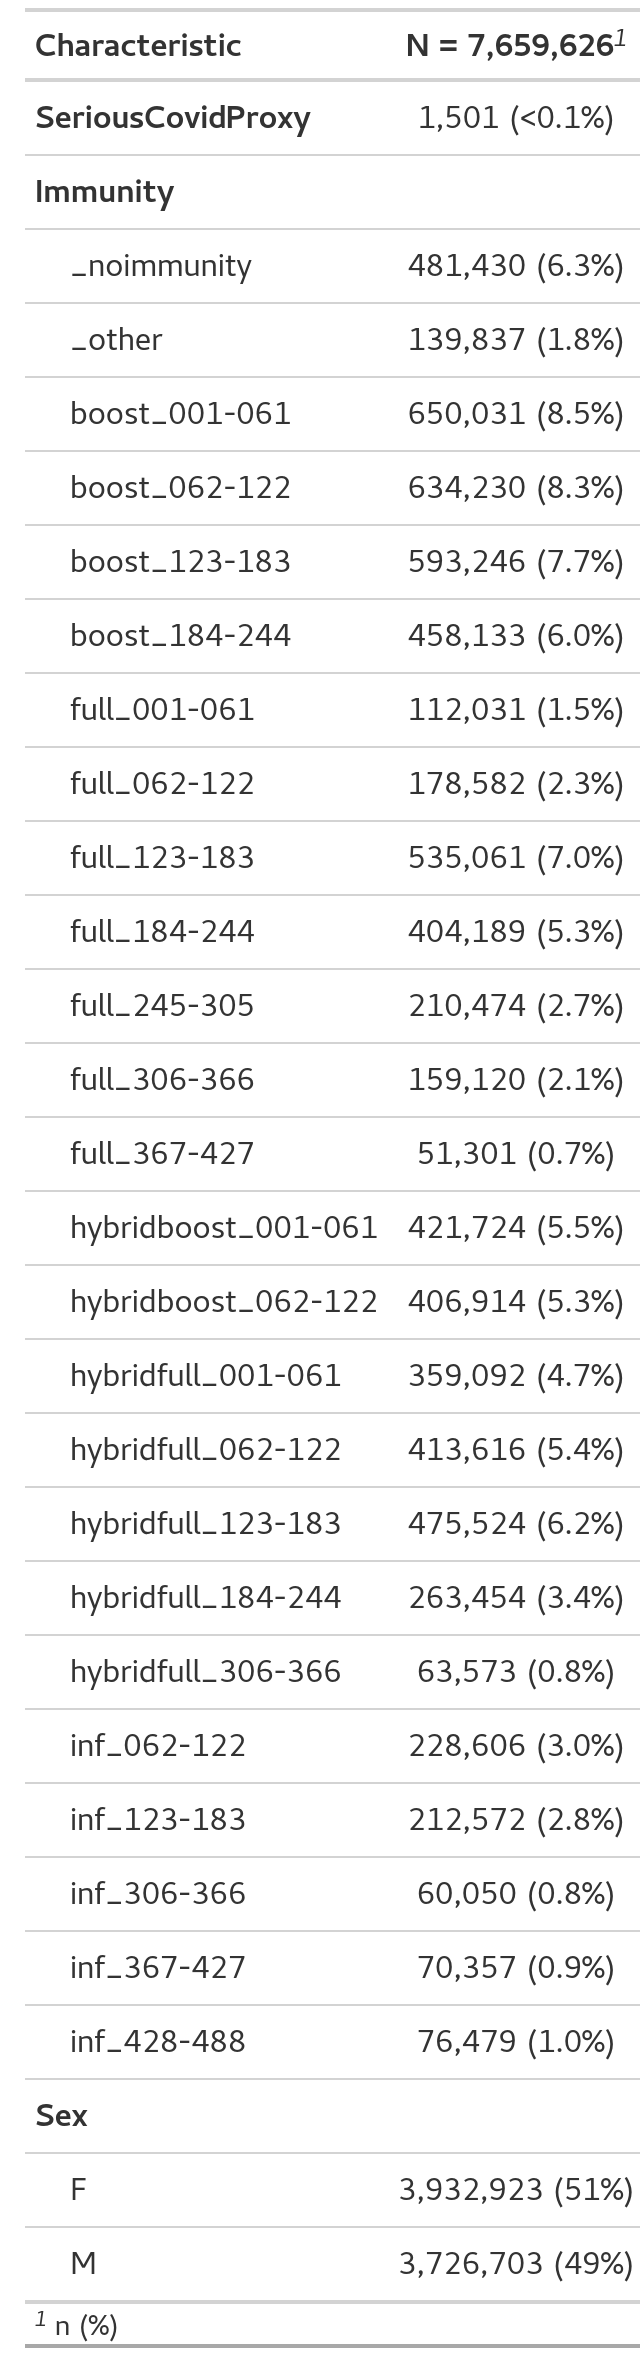 Characteristic N = 7,659,626¹
SeriousCovidProxy 1,501 (<0.1%)
Immunity
_noimmunity 481,430 (6.3%)
_other 139,837 (1.8%)
boost_001-061 650,031 (8.5%)
boost_062-122 634,230 (8.3%)
boost_123-183 593,246 (7.7%)
boost_184-244 458,133 (6.0%)
full_001-061 112,031 (1.5%)
full_062-122 178,582 (2.3%)
full_123-183 535,061 (7.0%)
full_184-244 404,189 (5.3%)
full_245-305 210,474 (2.7%)
full_306-366 159,120 (2.1%)
full_367-427 51,301 (0.7%)
hybridboost_001-061 421,724 (5.5%)
hybridboost_062-122 406,914 (5.3%)
hybridfull_001-061 359,092 (4.7%)
hybridfull_062-122 413,616 (5.4%)
hybridfull_123-183 475,524 (6.2%)
hybridfull_184-244 263,454 (3.4%)
hybridfull_306-366 63,573 (0.8%)
inf_062-122 228,606 (3.0%)
inf_123-183 212,572 (2.8%)
inf_306-366 60,050 (0.8%)
inf_367-427 70,357 (0.9%)
inf_428-488 76,479 (1.0%)
Sex
F 3,932,923 (51%)
M 3,726,703 (49%)
¹ n (%)